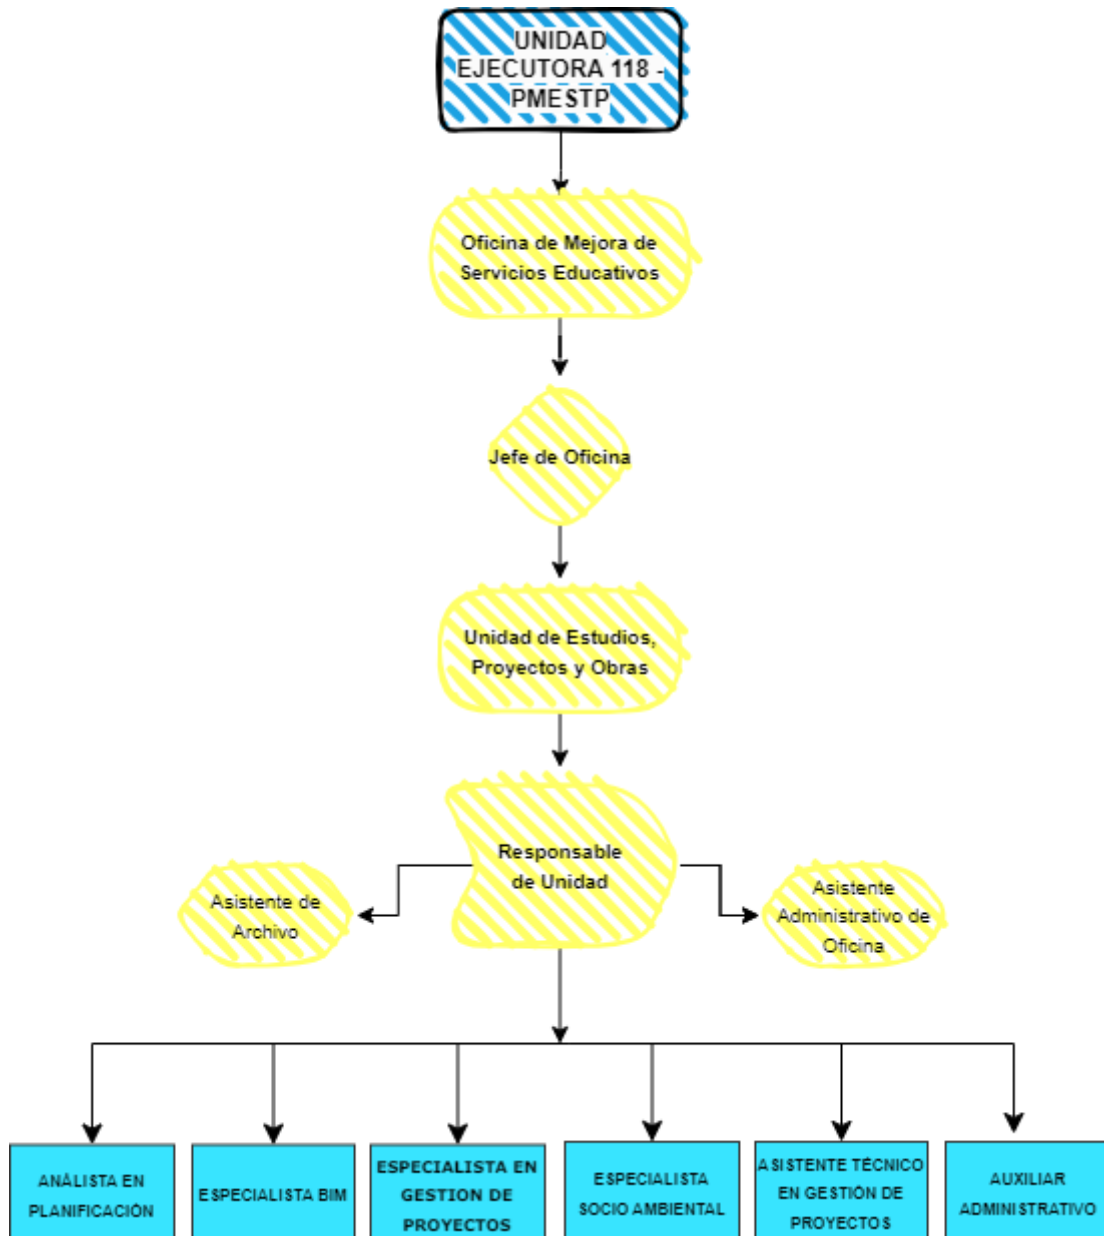 UNIDAD
EJECUTORA 118 -
PMESTP
Oficina de Mejora de
Servicios Educativos
Jefe de Oficina
Unidad de Estudios,
Proyectos y Obras
Responsable
de Unidad
Asistente de
Archivo
Asistente
Administrativo de
Oficina
ANÁLISTA EN
PLANIFICACIÓN
ESPECIALISTA BIM
ESPECIALISTA EN
GESTION DE
PROYECTOS
ESPECIALISTA
SOCIO AMBIENTAL
ASISTENTE TÉCNICO
EN GESTIÓN DE
PROYECTOS
AUXILIAR
ADMINISTRATIVO